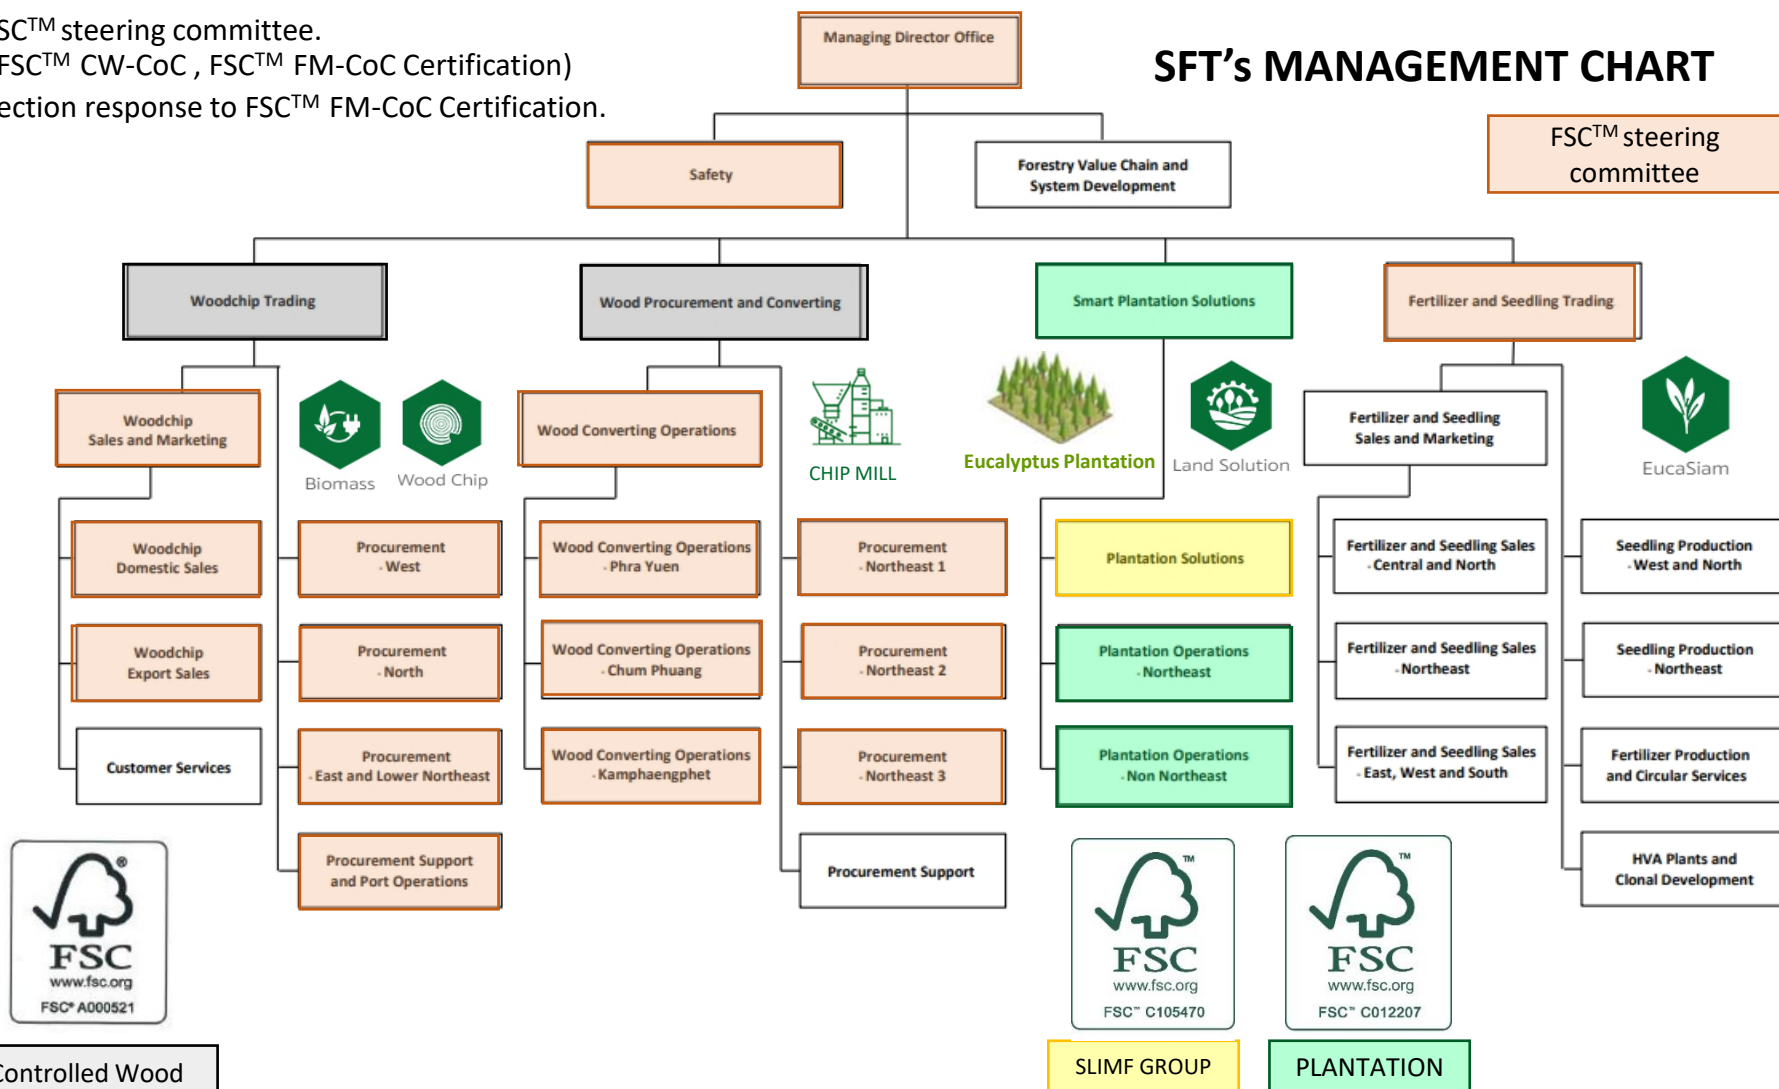 SC™ steering committee.
FSC™ CW-CoC , FSC™ FM-CoC Certification)
ection response to FSC™ FM-CoC Certification.
Managing Director Office
SFT's MANAGEMENT CHART
FSC™ steering
committee
Safety
Forestry Value Chain and
System Development
Woodchip Trading
Wood Procurement and Converting
Smart Plantation Solutions
Fertilizer and Seedling Trading
Woodchip
Sales and Marketing
Biomass
Wood Chip
Wood Converting Operations
CHIP MILL
Eucalyptus Plantation
Land Solution
Fertilizer and Seedling
Sales and Marketing
EucaSiam
Woodchip
Domestic Sales
Procurement
- West
Wood Converting Operations
- Phra Yuen
Procurement
- Northeast 1
Plantation Solutions
Fertilizer and Seedling Sales
- Central and North
Seedling Production
- West and North
Woodchip
Export Sales
Procurement
- North
Wood Converting Operations
- Chum Phuang
Procurement
- Northeast 2
Plantation Operations
- Northeast
Fertilizer and Seedling Sales
- Northeast
Seedling Production
- Northeast
Customer Services
Procurement
- East and Lower Northeast
Wood Converting Operations
- Kamphaengphet
Procurement
- Northeast 3
Plantation Operations
- Non Northeast
Fertilizer and Seedling Sales
- East, West and South
Fertilizer Production
and Circular Services
Procurement Support
and Port Operations
Procurement Support
HVA Plants and
Clonal Development
®
FSC
www.fsc.org
FSC® A000521
Controlled Wood
™
FSC
www.fsc.org
FSC™ C105470
SLIMF GROUP
™
FSC
www.fsc.org
FSC™ C012207
PLANTATION